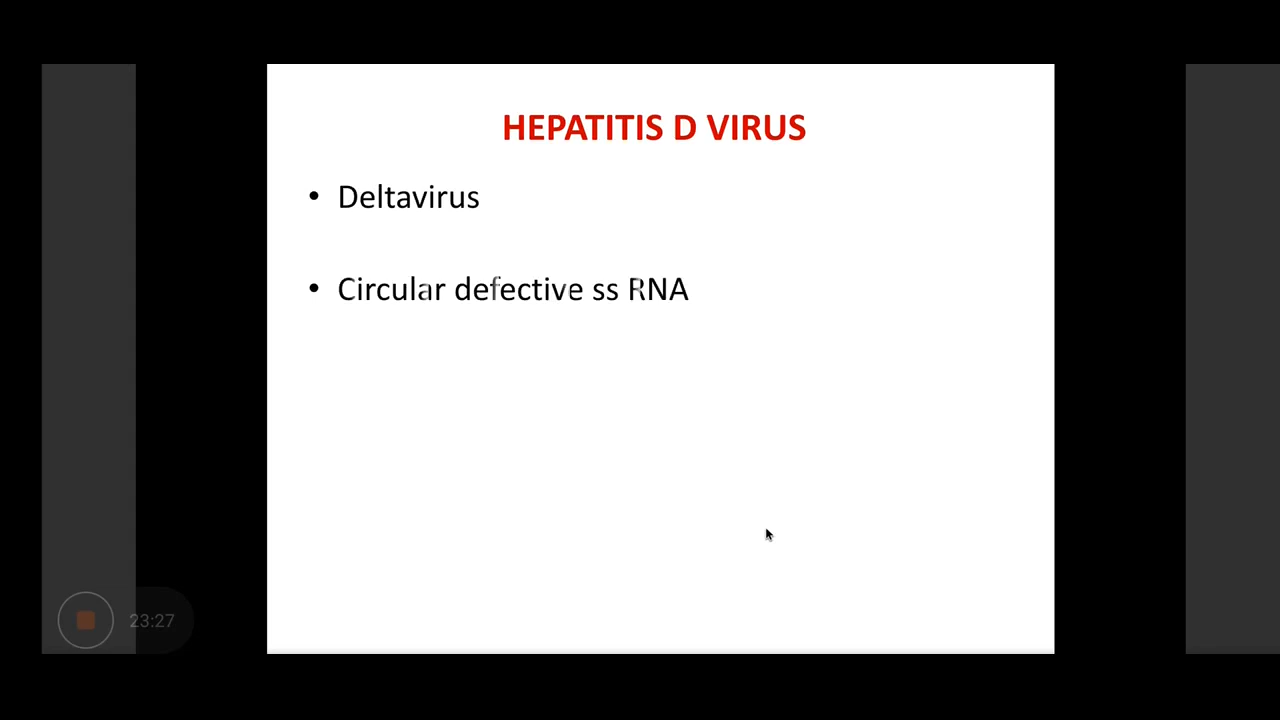 HEPATITIS D VIRUS
• Deltavirus
• Circular defective ss RNA
23:27